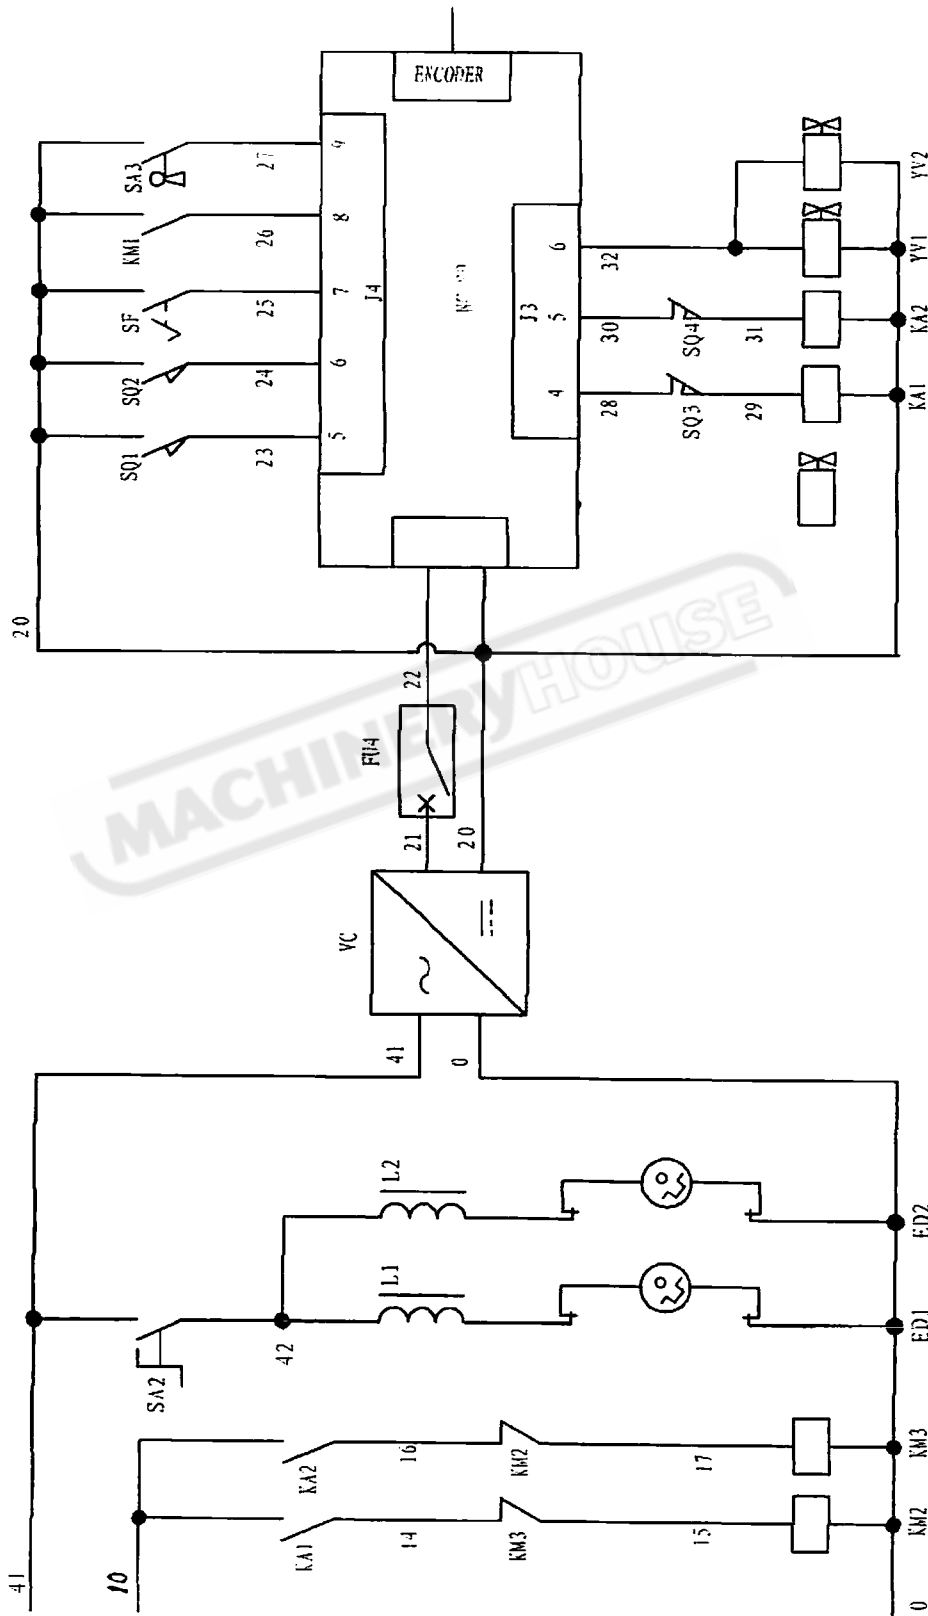 ENCODER
SA3
KM1
SF
SQ2
SQ1
27
26
25
24
23
9
8
7
6
5
J4
J3
6
5
4
32
30
28
SQ4
SQ3
31
29
YV2
YV1
KA2
KA1
20
22
FU4
21
20
MACHINERYHOUSE
VC
41
0
L2
L1
SA2
42
ED2
ED1
KA2
16
KM2
17
KM3
KA1
14
KM3
15
KM2
41
10
0